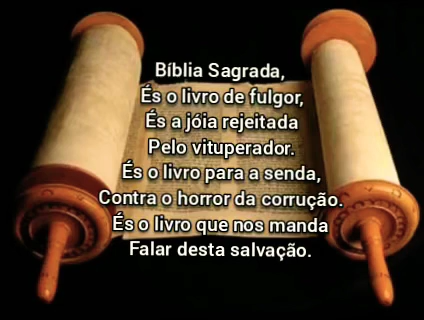 Bíblia Sagrada,
És o livro de fulgor,
És a jóia rejeitada
Pelo vituperador.
És o livro para a senda,
Contra o horror da corrução.
És o livro que nos manda
Falar desta salvação.